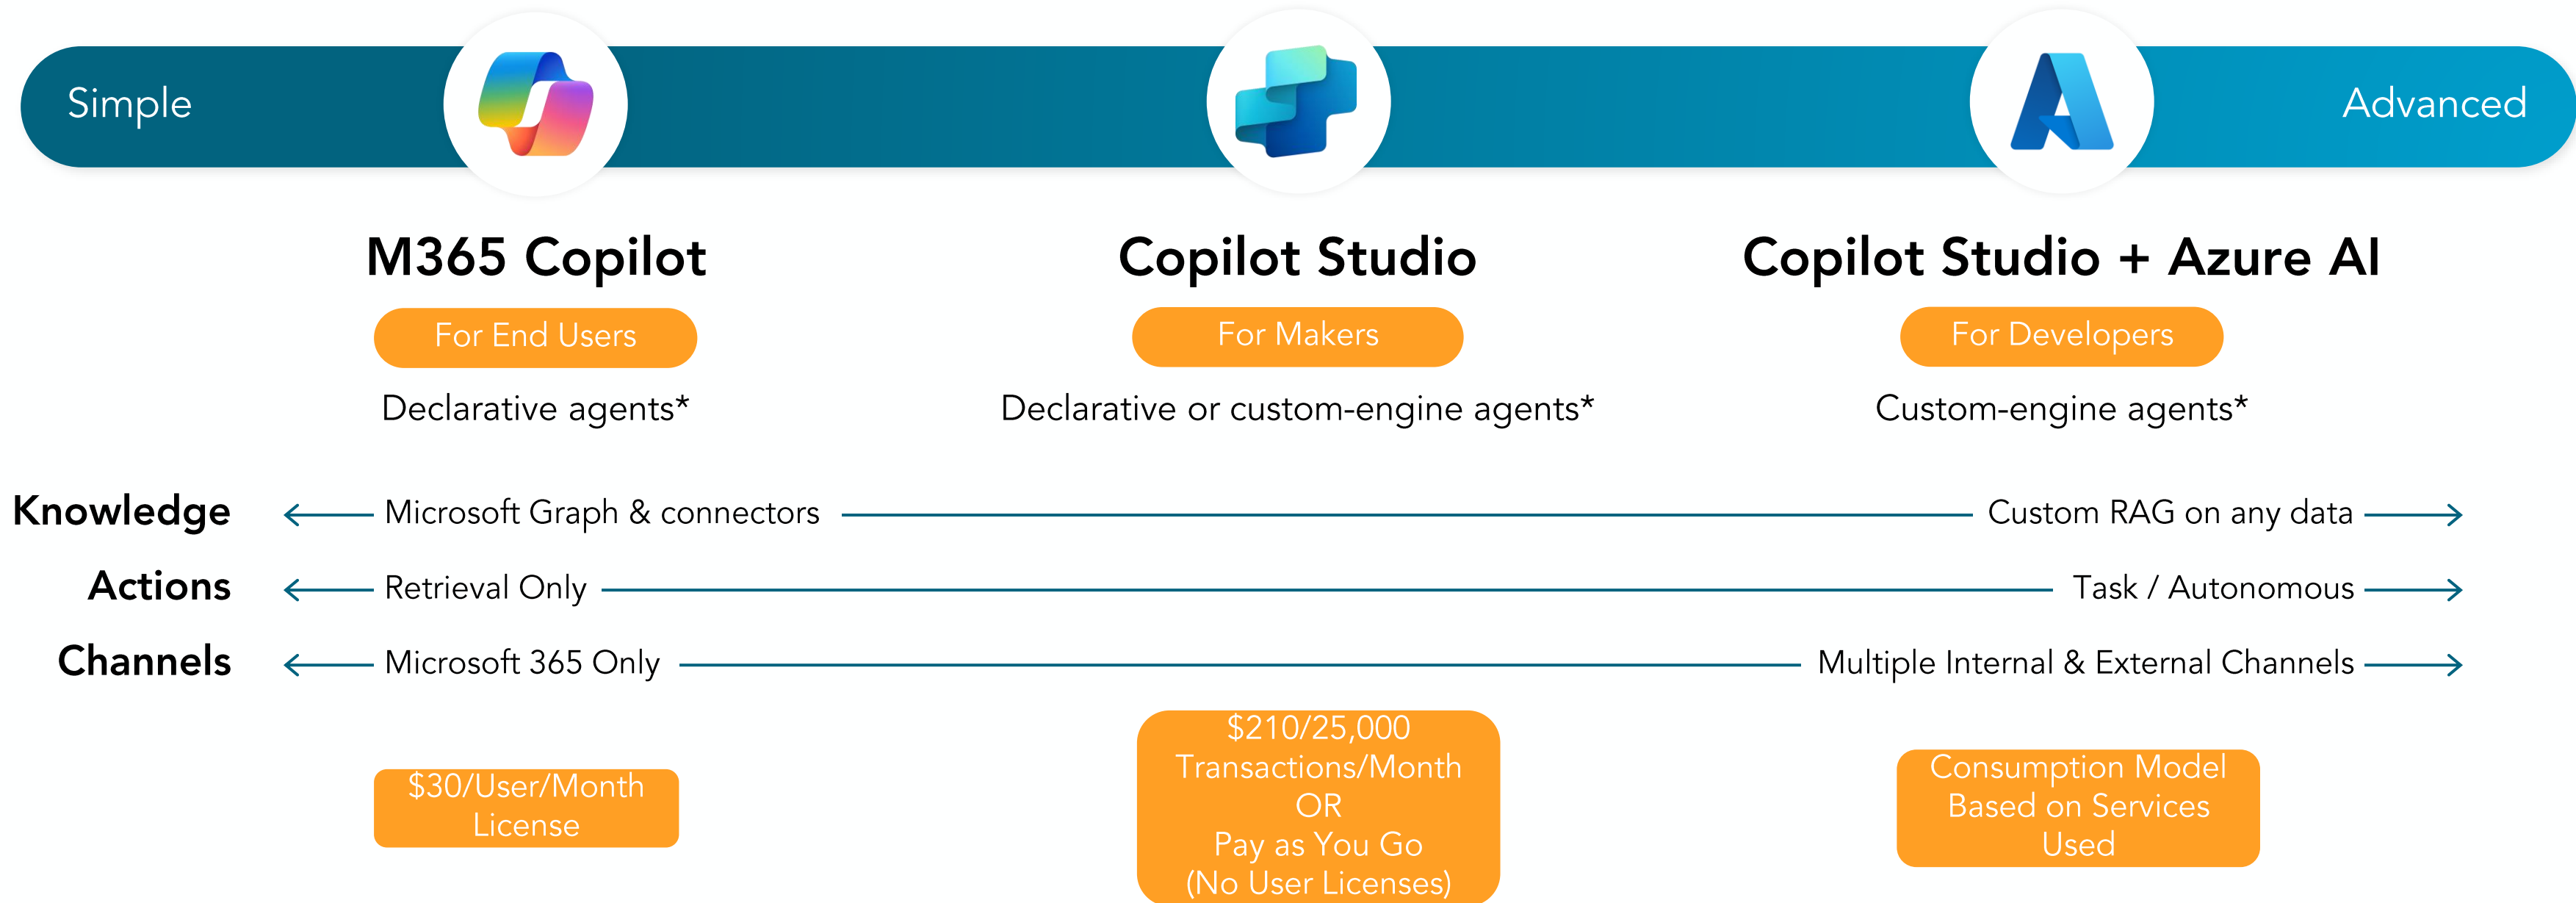 Simple
Advanced
M365 Copilot
Copilot Studio
Copilot Studio + Azure AI
For End Users
For Makers
For Developers
Declarative agents*
Declarative or custom-engine agents*
Custom-engine agents*
Knowledge
Microsoft Graph & connectors
Custom RAG on any data
Actions
Retrieval Only
Task / Autonomous
Channels
Microsoft 365 Only
Multiple Internal & External Channels
$30/User/Month
License
$210/25,000
Transactions/Month
OR
Pay as You Go
(No User Licenses)
Consumption Model
Based on Services
Used